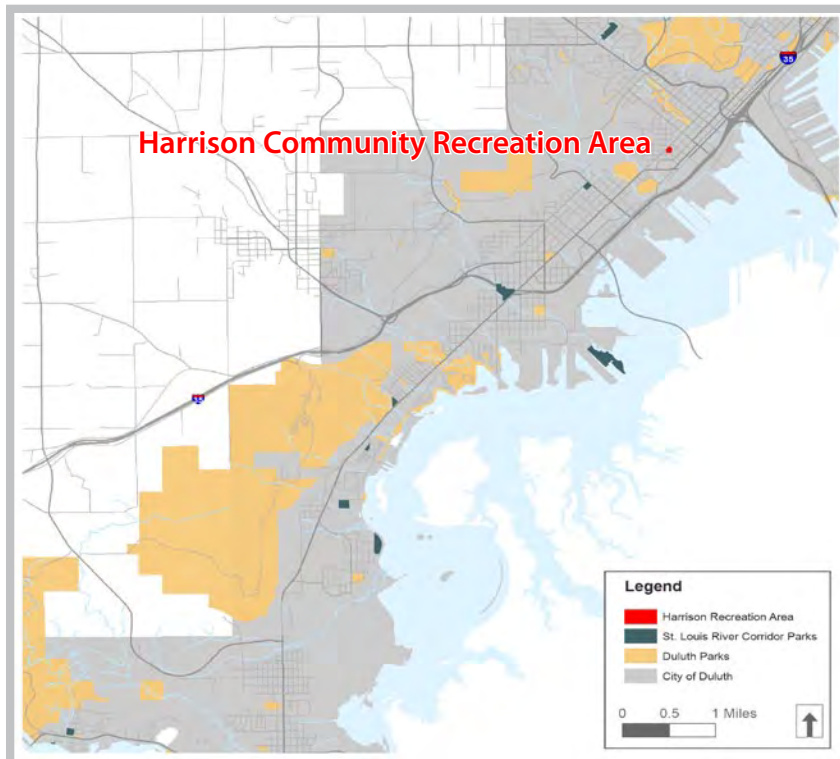 35
Harrison Community Recreation Area
35
Legend
Harrison Recreation Area
St. Louis River Corridor Parks
Duluth Parks
City of Duluth
0 0.5 1 Miles